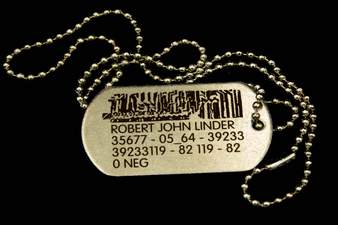 ROBERT JOHN LINDER
35677 - 05_64 - 39233
39233119 - 82 119 - 82
0 NEG